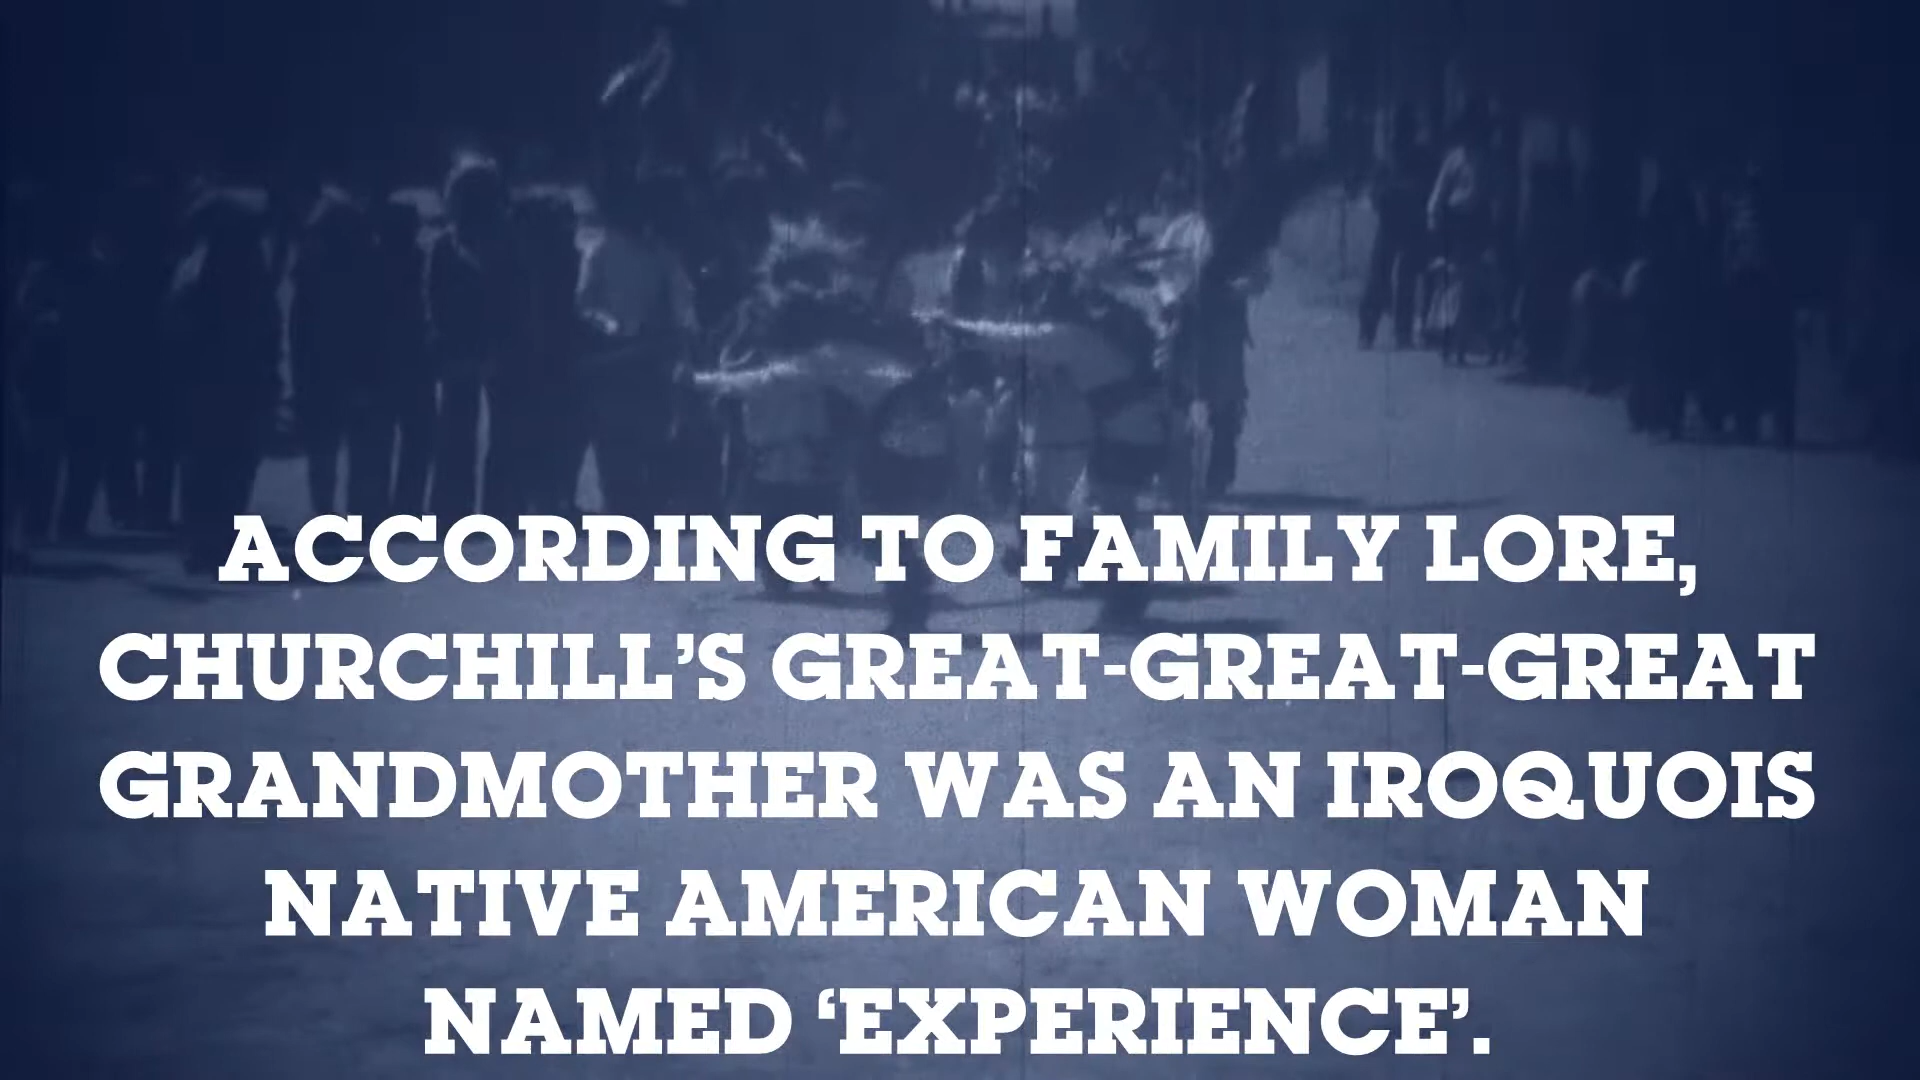 ACCORDING TO FAMILY LORE,
CHURCHILL’S GREAT-GREAT-GREAT
GRANDMOTHER WAS AN IROQUOIS
NATIVE AMERICAN WOMAN
NAMED ‘EXPERIENCE’.